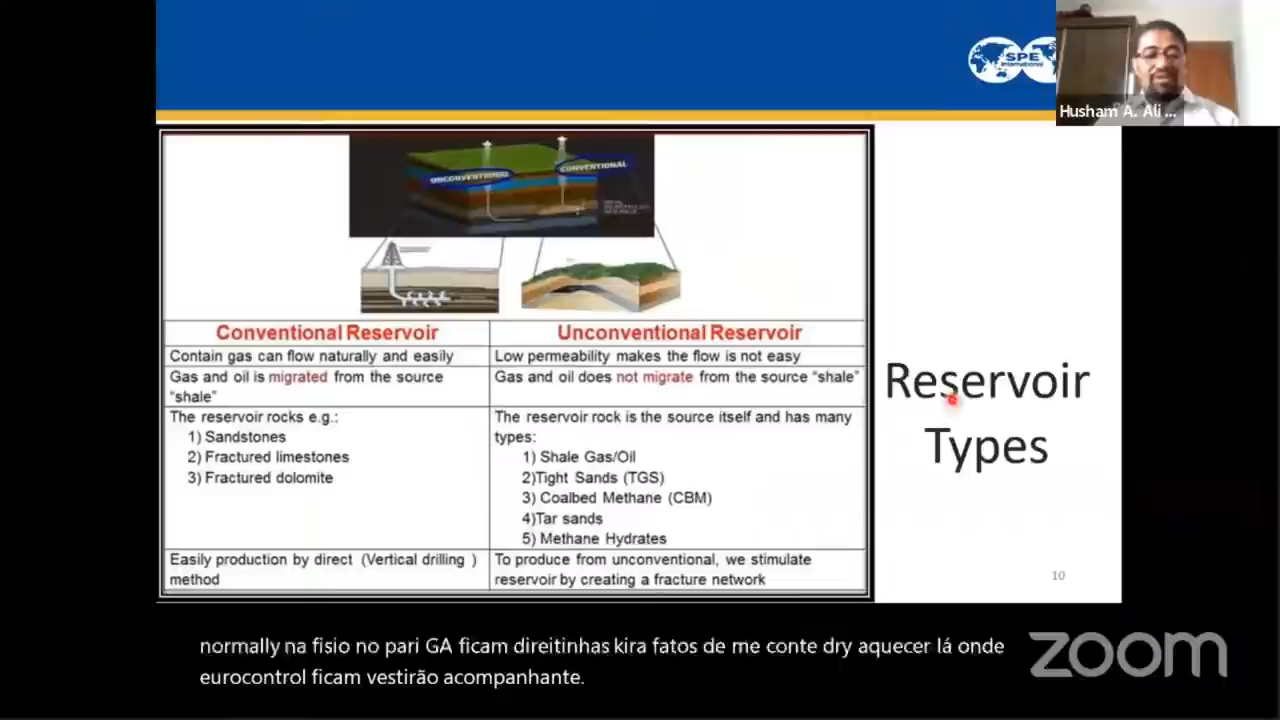 SPE
International
Husham A. Ali ...
UNCONVENTIONAL
CONVENTIONAL
Conventional Reservoir
Unconventional Reservoir
Contain gas can flow naturally and easily
Low permeability makes the flow is not easy
Gas and oil is migrated from the source
"shale"
Gas and oil does not migrate from the source "shale"
The reservoir rocks e.g.:
1) Sandstones
2) Fractured limestones
3) Fractured dolomite
The reservoir rock is the source itself and has many
types:
1) Shale Gas/Oil
2)Tight Sands (TGS)
3) Coalbed Methane (CBM)
4)Tar sands
5) Methane Hydrates
Easily production by direct (Vertical drilling )
method
To produce from unconventional, we stimulate
reservoir by creating a fracture network
Reservoir
Types
10
normally na fisio no pari GA ficam direitinhas kira fatos de me conte dry aquecer lá onde
eurocontrol ficam vestirão acompanhante.
zoom